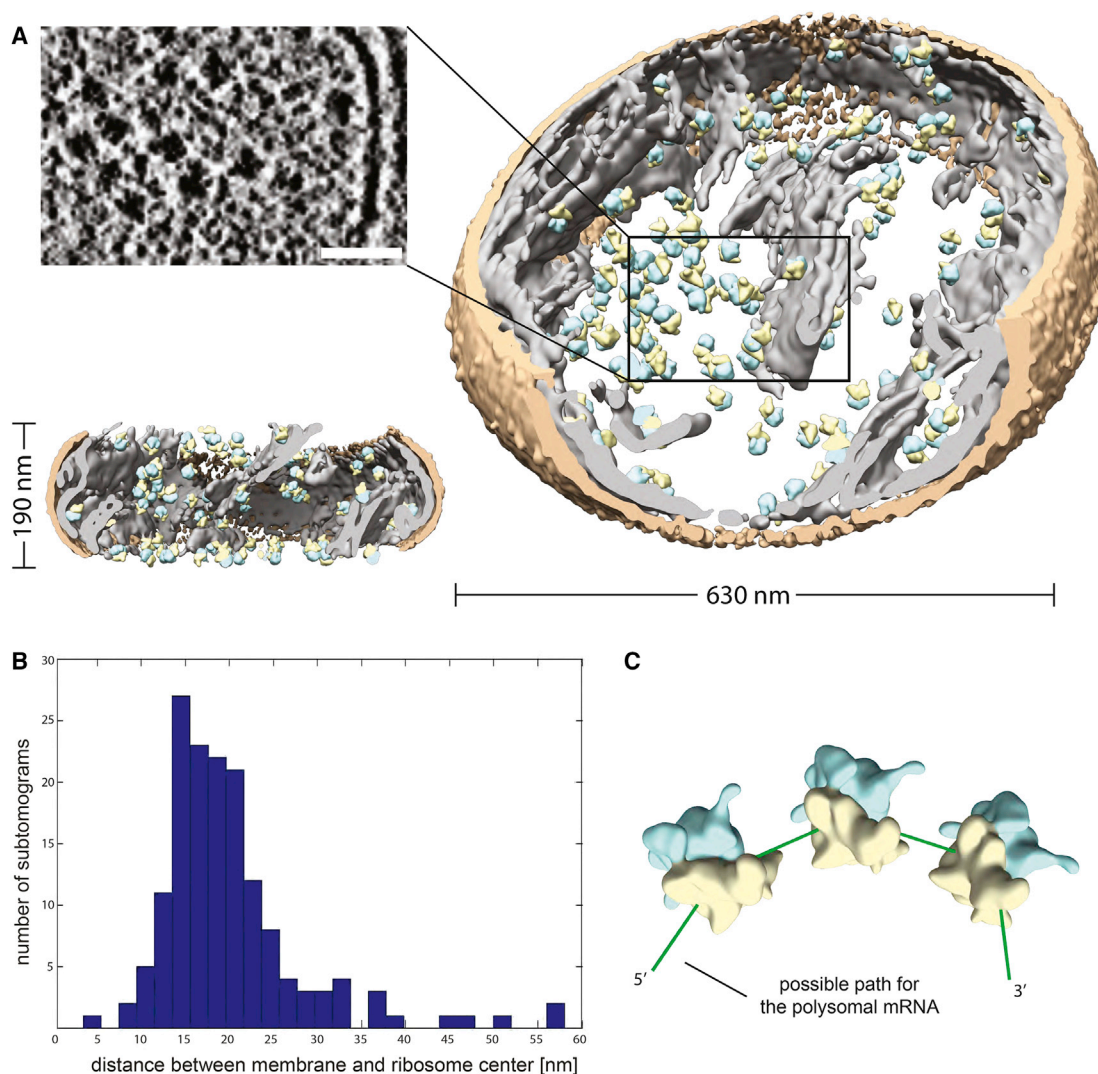 A
190 nm
630 nm
B
30
25
20
15
10
5
0
5
10
15
20
25
30
35
40
45
50
55
60
number of subtomograms
distance between membrane and ribosome center [nm]
C
5′
3′
possible path for
the polysomal mRNA